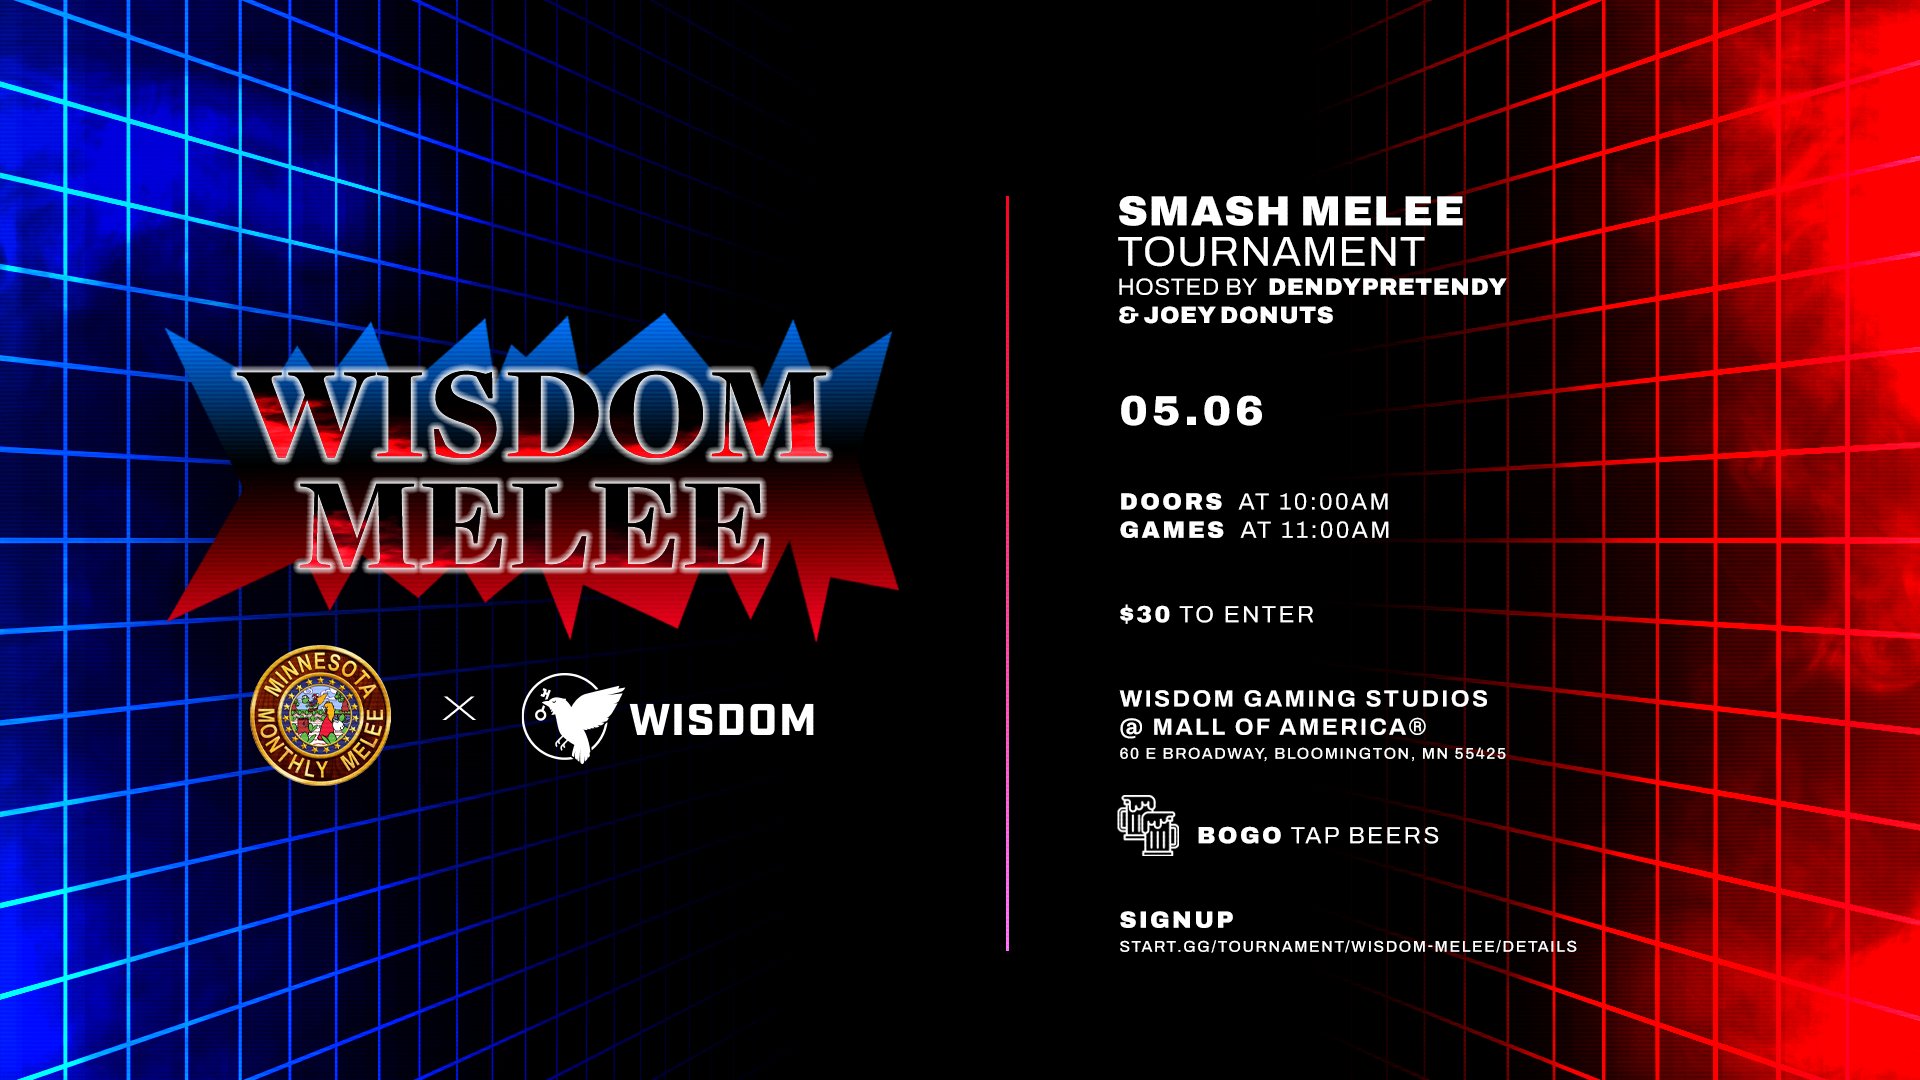 WISDOM
MELEE
MINNESOTA
MONTHLY MELEE
X
WISDOM
SMASH MELEE
TOURNAMENT
HOSTED BY DENDYPRETENDY
& JOEY DONUTS
05.06
DOORS AT 10:00AM
GAMES AT 11:00AM
$30 TO ENTER
WISDOM GAMING STUDIOS
@ MALL OF AMERICA®
60 E BROADWAY, BLOOMINGTON, MN 55425
BOGO TAP BEERS
SIGNUP
START.GG/TOURNAMENT/WISDOM-MELEE/DETAILS